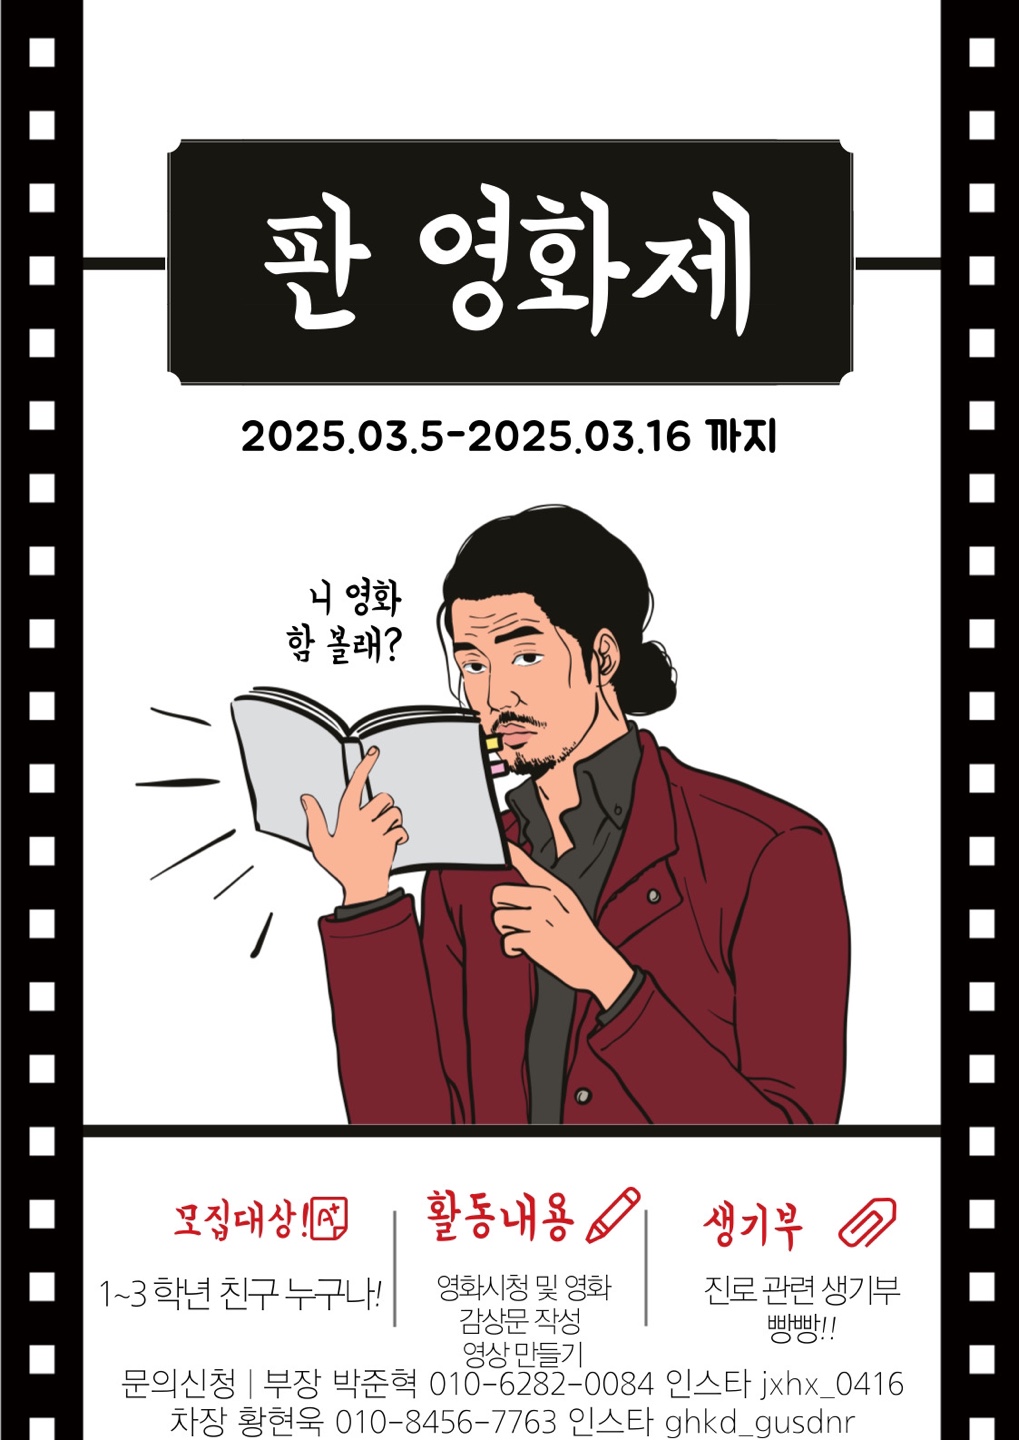 판 영화제
2025.03.5-2025.03.16 까지
니 영화
함 볼래?
모집대상!
A+
1~3학년 친구 누구나!
활동내용
영화시청 및 영화
감상문 작성
영상 만들기
생기부
진로 관련 생기부
빵빵!!
문의신청 | 부장 박준혁 010-6282-0084 인스타 jxhx_0416
차장 황현욱 010-8456-7763 인스타 ghkd_gusdnr